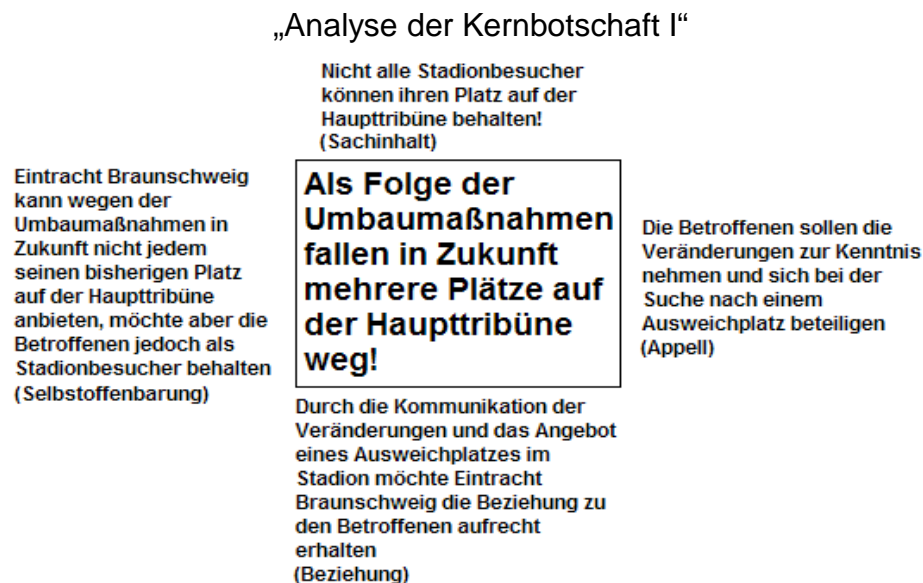 „Analyse der Kernbotschaft I“
Nicht alle Stadionbesucher
können ihren Platz auf der
Haupttribüne behalten!
(Sachinhalt)
Eintracht Braunschweig
kann wegen der
Umbaumaßnahmen in
Zukunft nicht jedem
seinen bisherigen Platz
auf der Haupttribüne
anbieten, möchte aber die
Betroffenen jedoch als
Stadionbesucher behalten
(Selbstoffenbarung)
Als Folge der
Umbaumaßnahmen
fallen in Zukunft
mehrere Plätze auf
der Haupttribüne
weg!
Die Betroffenen sollen die
Veränderungen zur Kenntnis
nehmen und sich bei der
Suche nach einem
Ausweichplatz beteiligen
(Appell)
Durch die Kommunikation der
Veränderungen und das Angebot
eines Ausweichplatzes im
Stadion möchte Eintracht
Braunschweig die Beziehung zu
den Betroffenen aufrecht
erhalten
(Beziehung)